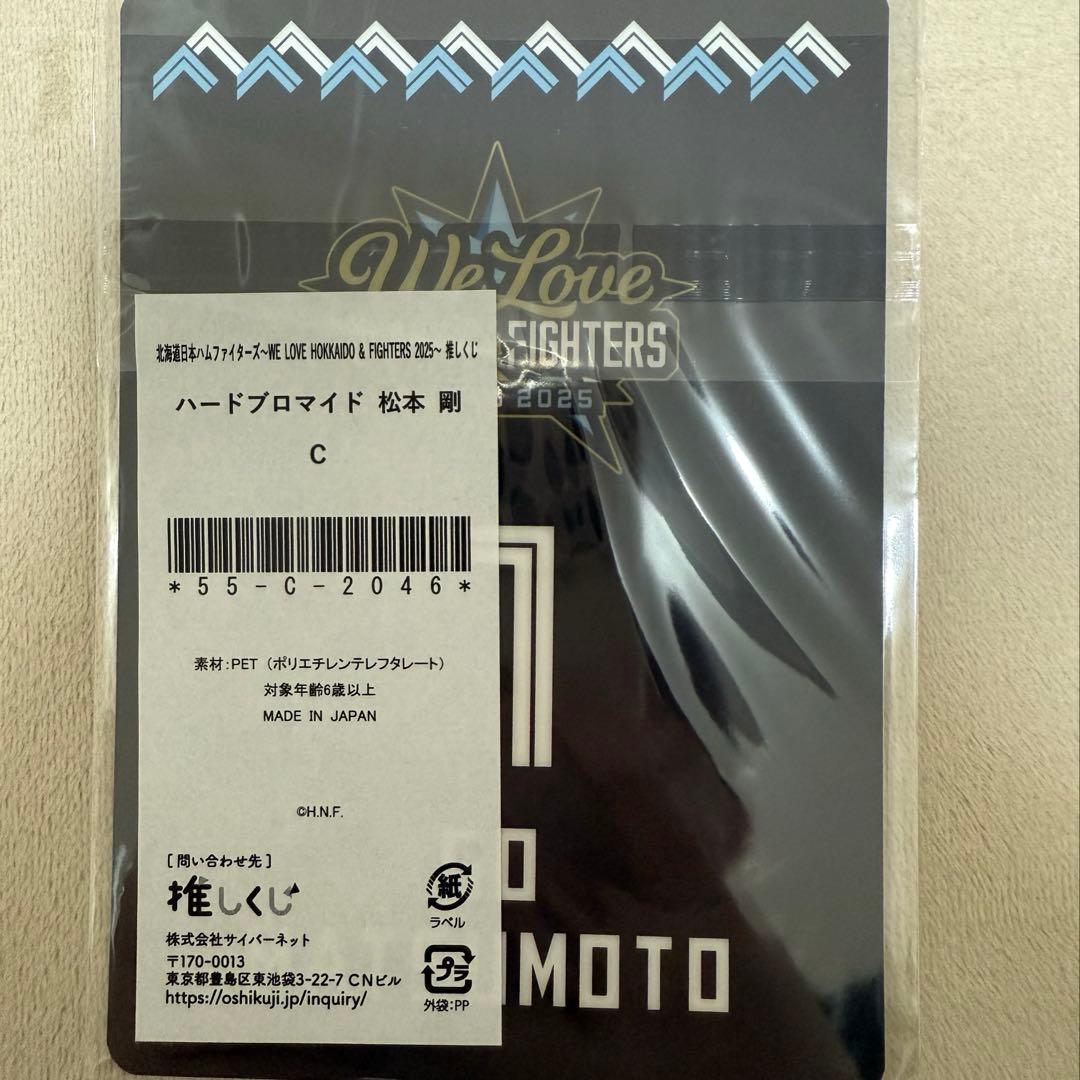 We Love
FIGHTERS
2025
北海道日本ハムファイターズ～WE LOVE HOKKAIDO & FIGHTERS 2025～ 推しくじ
ハードブロマイド 松本 剛
C
*55-C-2046*
素材:PET (ポリエチレンテレフタレート)
対象年齢6歳以上
MADE IN JAPAN
©H.N.F.
[問い合わせ先]
推しくじ
株式会社サイバーネット
〒170-0013
東京都豊島区東池袋3-22-7 CNビル
https://oshikuji.jp/inquiry/
紙
ラベル
プラ
外袋:PP